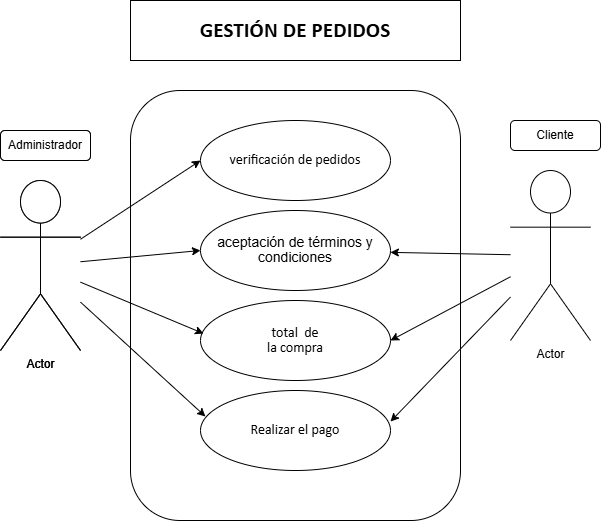 GESTIÓN DE PEDIDOS
Administrador
Cliente
verificación de pedidos
aceptación de términos y
condiciones
total de
la compra
Actor
Actor
Realizar el pago